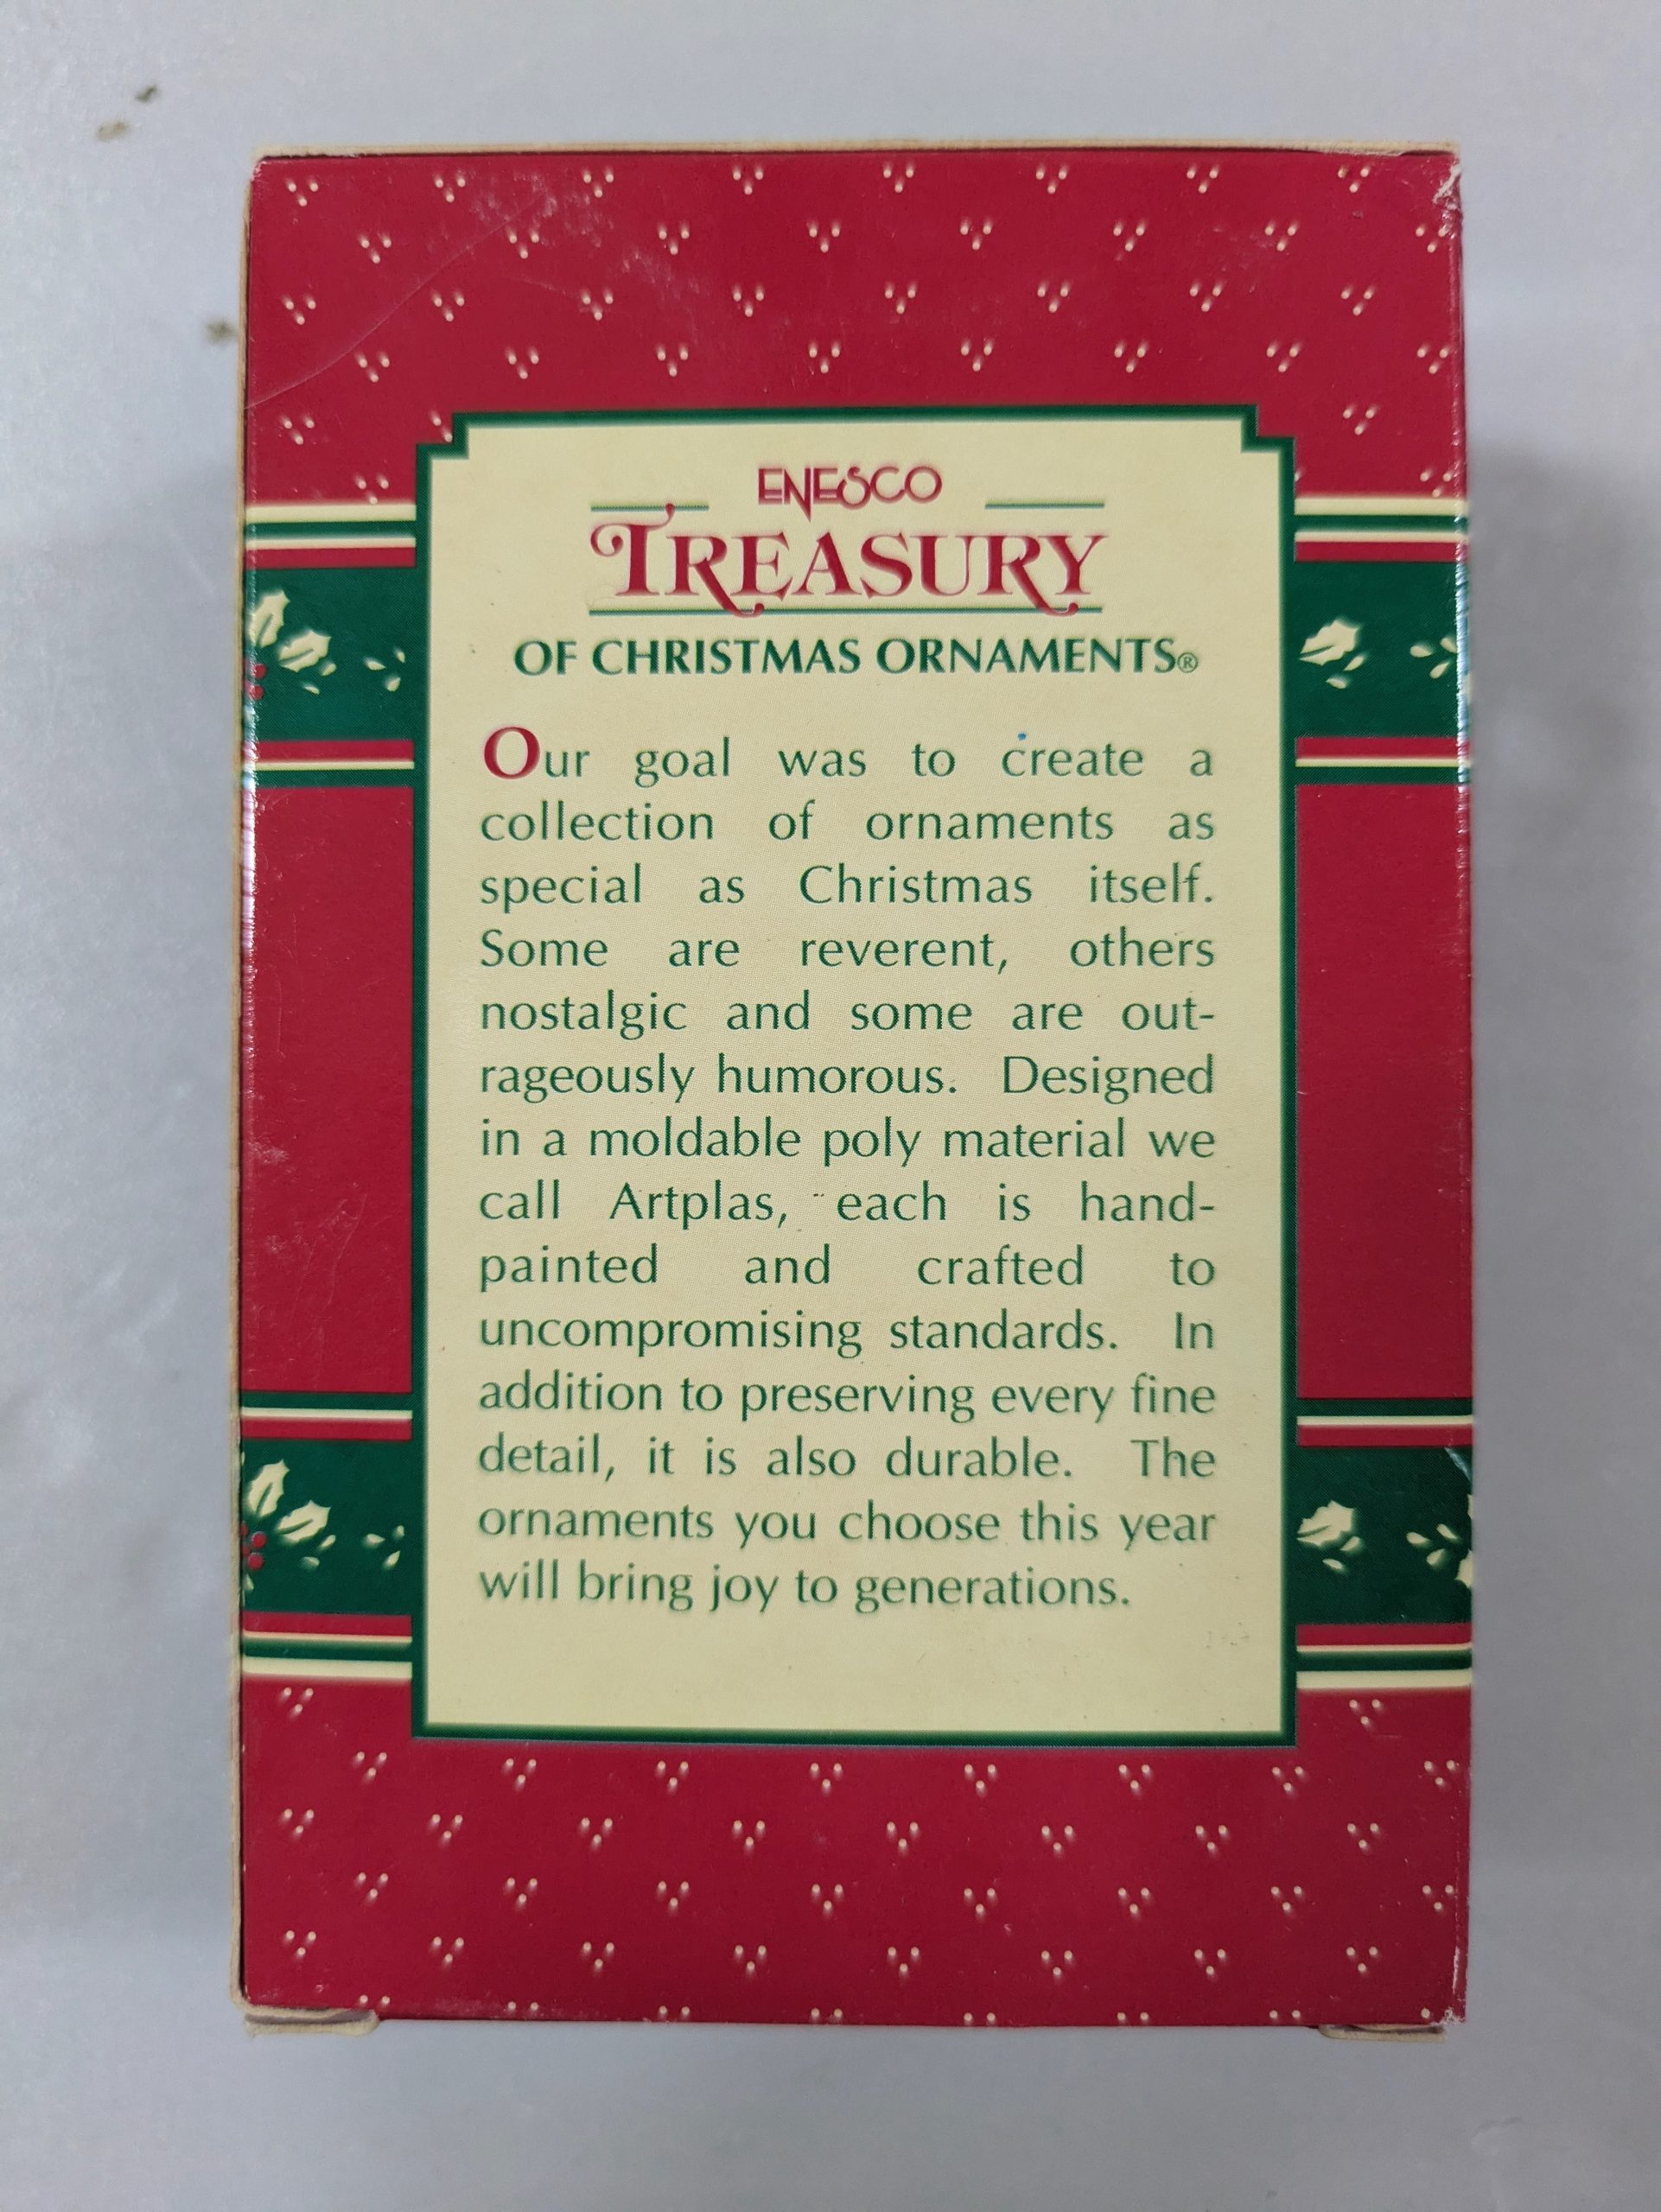 ENESCO
TREASURY
OF CHRISTMAS ORNAMENTS®
Our goal was to create a
collection of ornaments as
special as Christmas itself.
Some are reverent, others
nostalgic and some are out-
rageously humorous. Designed
in a moldable poly material we
call Artplas, each is hand-
painted and crafted to
uncompromising standards. In
addition to preserving every fine
detail, it is also durable. The
ornaments you choose this year
will bring joy to generations.